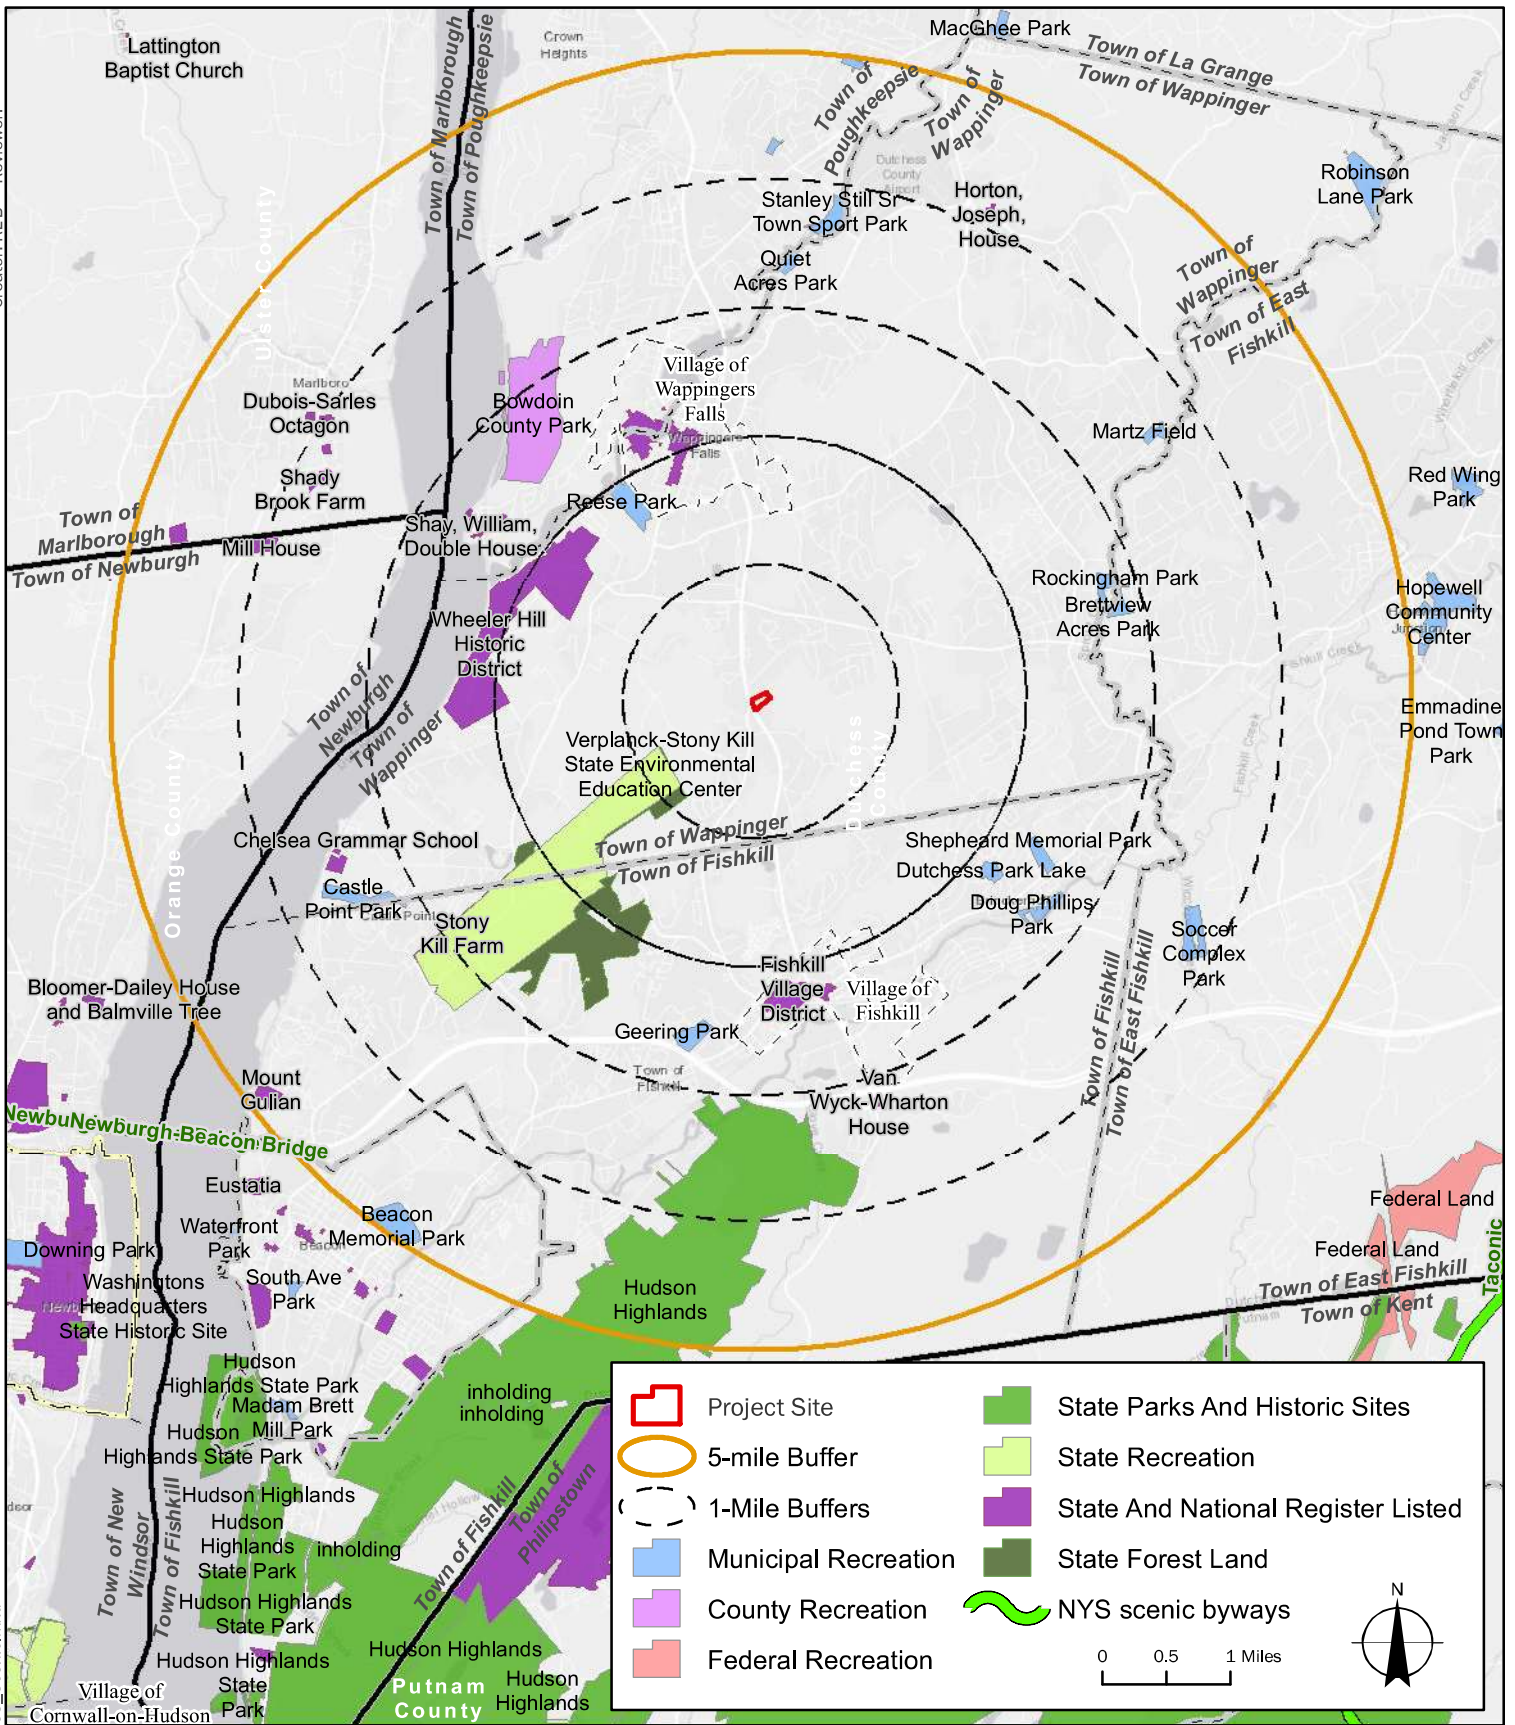 MacGhee Park
Lattington
Baptist Church
Crown
Heights
Town of Marlborough
Town of Poughkeepsie
Town of
Poughkeepsie
Town of
Wappinger
Town of La Grange
Town of Wappinger
Jackson Creek
Dutchess
County
Airport
Robinson
Lane Park
Stanley Still Sr
Town Sport Park
Horton,
Joseph,
House
Quiet
Acres Park
Town of
Wappinger
Town of East
Fishkill
Ulster County
Village of
Wappingers
Falls
Wappingers
Falls
Marlboro
Dubois-Sarles
Octagon
Bowdoin
County Park
Martz Field
Shady
Brook Farm
Reese Park
Red Wing
Park
Town of
Marlborough
Town of Newburgh
Mill House
Shay, William,
Double House
Rockingham Park
Brettview
Acres Park
Hopewell
Community
Center
Junction
Wheeler Hill
Historic
District
Fishkill Creek
Town of
Newburgh
Town of
Wappinger
Emmadine
Pond Town
Park
Verplanck-Stony Kill
State Environmental
Education Center
Dutchess
County
Fishkill Creek
Orange County
Chelsea Grammar School
Town of Wappinger
Town of Fishkill
Shepheard Memorial Park
Dutchess Park Lake
Castle
Point Park
Doug Phillips
Park
Stony
Kill Farm
Soccer
Complex
Park
Fishkill
Village
District
Village of
Fishkill
Bloomer-Dailey House
and Balmville Tree
Geering Park
Town of Fishkill
Town of East Fishkill
Town of
Fishkill
Mount
Gulian
Van
Wyck-Wharton
House
NewbuNewburgh-Beacon Bridge
Eustatia
Federal Land
Waterfront
Park
Beacon
Memorial Park
Beacon
Downing Park
Federal Land
Washingtons
Headquarters
State Historic Site
South Ave
Park
Hudson
Highlands
Town of East Fishkill
Town of Kent
Taconic
Hudson
Highlands State Park
Madam Brett
Mill Park
Hudson
Highlands State Park
inholding
inholding
Hudson Highlands
Hudson
Highlands
State Park
inholding
Town of New
Windsor
Town of Fishkill
Town of Fishkill
Town of
Philipstown
Hudson Highlands
State Park
Hudson Highlands
Hudson Highlands
State
Park
Hudson
Highlands
Putnam
County
Village of
Cornwall-on-Hudson
Project Site
5-mile Buffer
1-Mile Buffers
Municipal Recreation
County Recreation
Federal Recreation
State Parks And Historic Sites
State Recreation
State And National Register Listed
State Forest Land
NYS scenic byways
0 0.5 1 Miles
N